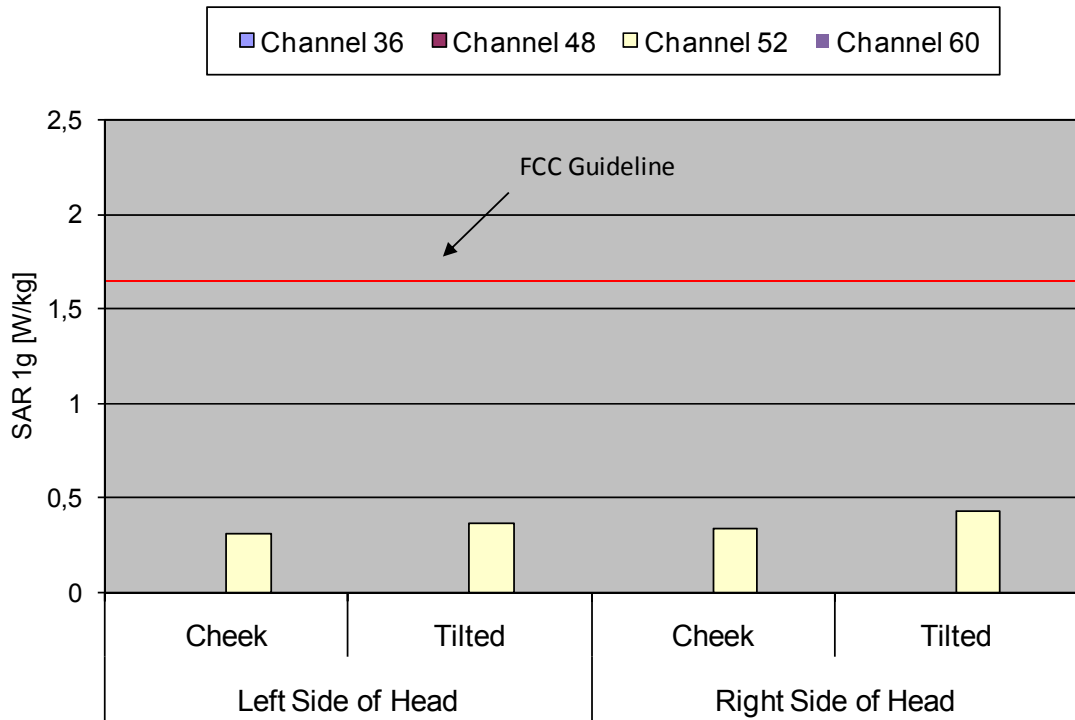 Channel 36 Channel 48 Channel 52 Channel 60
2,5
FCC Guideline
2
1,5
SAR 1g [W/kg]
1
0,5
0
Cheek Tilted Cheek Tilted
Left Side of Head Right Side of Head